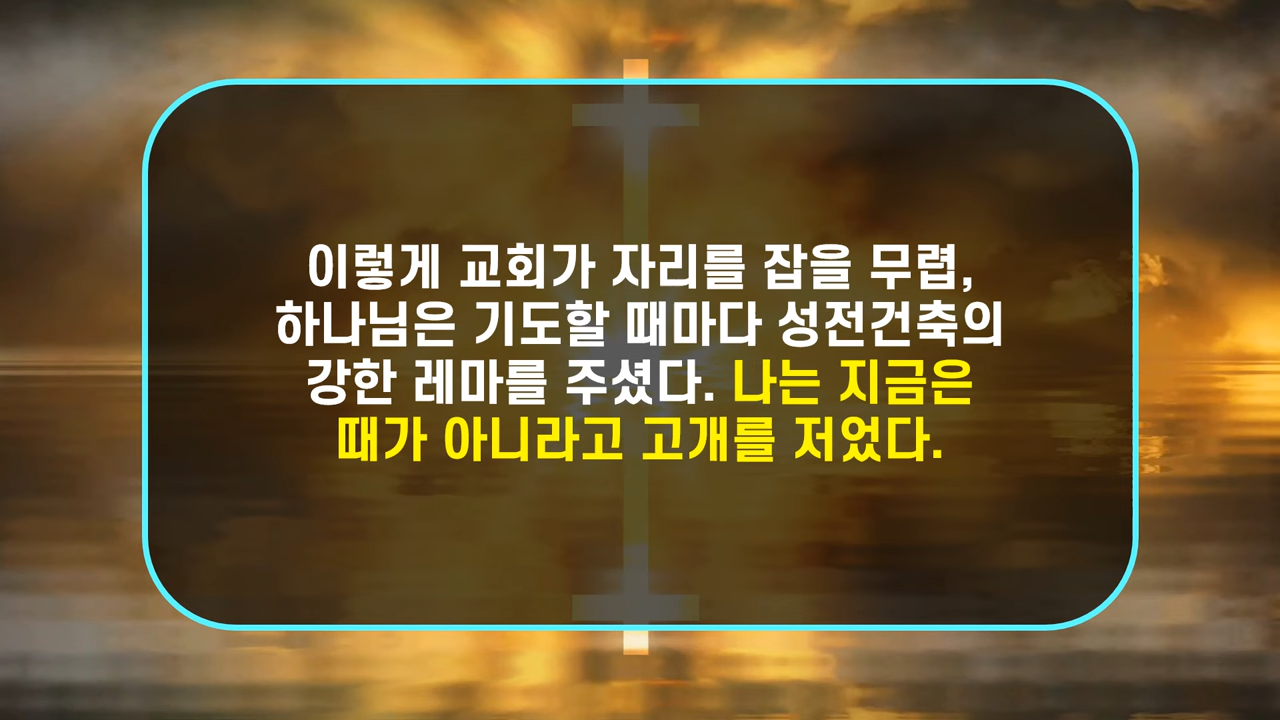 이렇게 교회가 자리를 잡을 무렵,
하나님은 기도할 때마다 성전건축의
강한 레마를 주셨다. 나는 지금은
때가 아니라고 고개를 저었다.